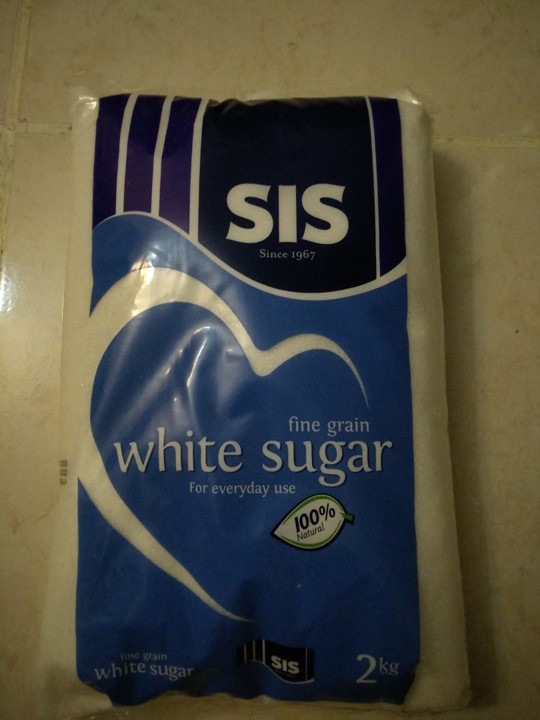 SIS
Since 1967
fine grain
white sugar
For everyday use
100%
Natural
fine grain
white sugar
SIS
2kg